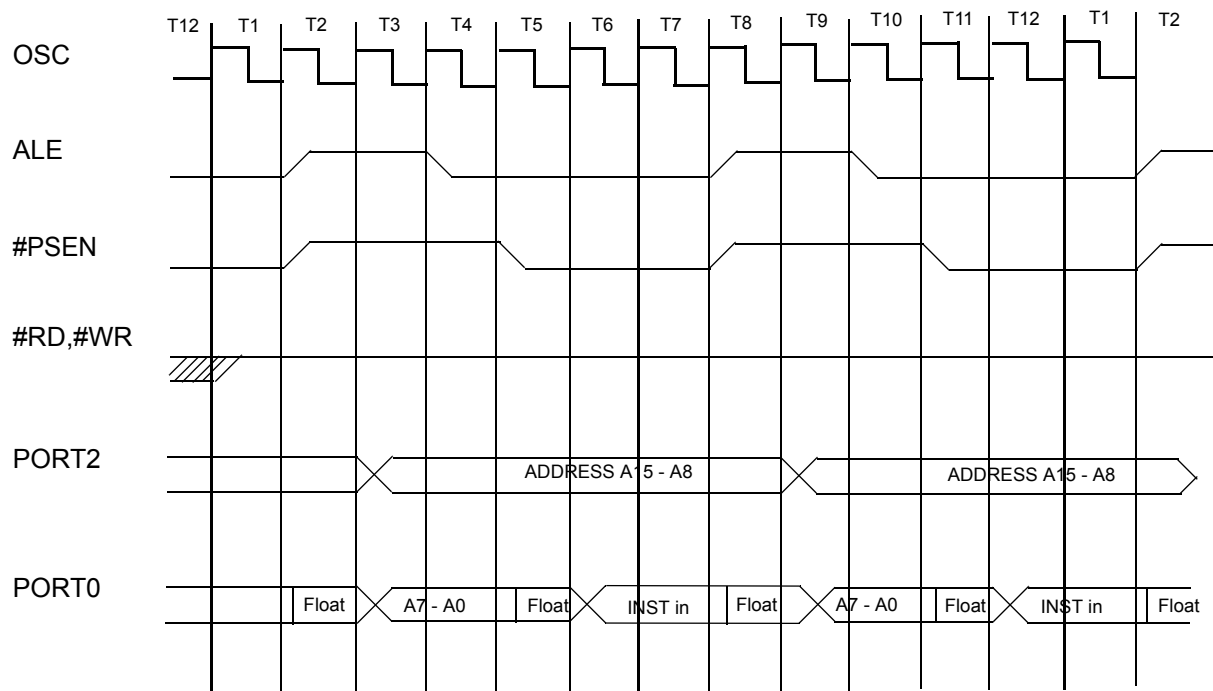 T12 T1 T2 T3 T4 T5 T6 T7 T8 T9 T10 T11 T12 T1 T2
OSC
ALE
#PSEN
#RD,#WR
PORT2 ADDRESS A15 - A8 ADDRESS A15 - A8
PORT0 Float A7 - A0 Float INST in Float A7 - A0 Float INST in Float